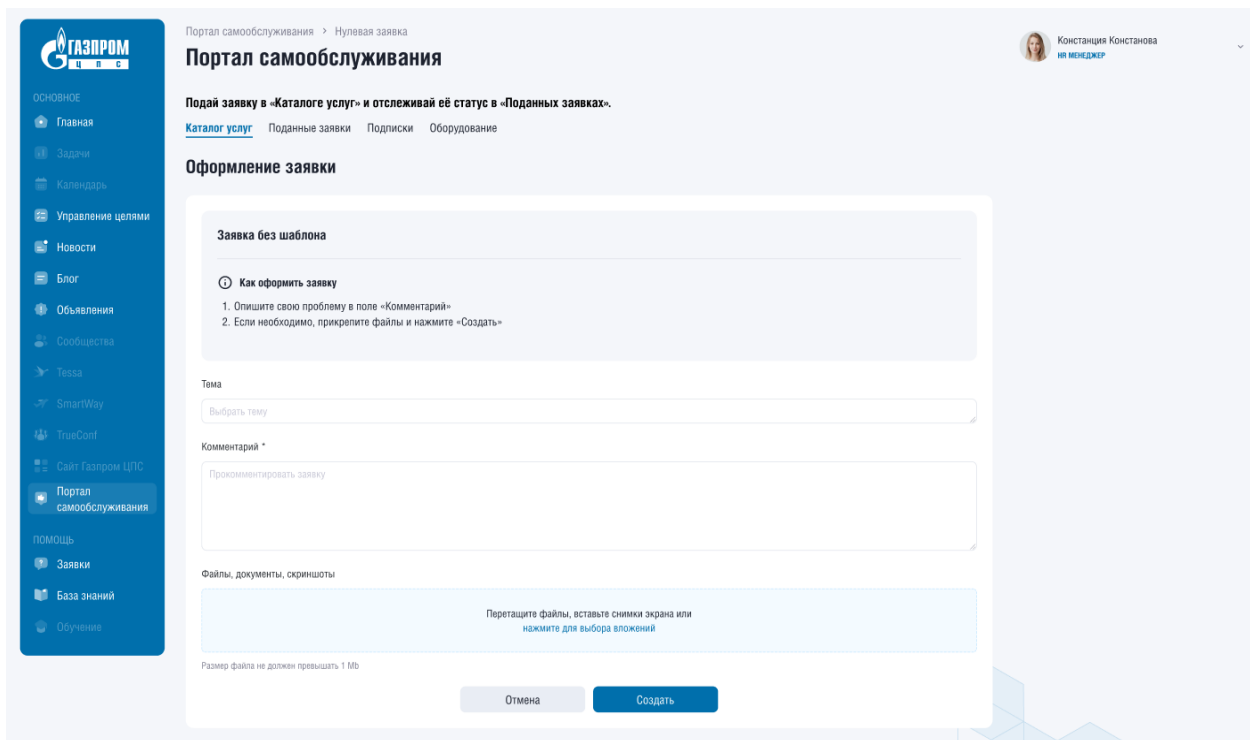 ГАЗПРОМ
ЦПС
ОСНОВНОЕ
Главная
Задачи
Календарь
Управление целями
Новости
Блог
Объявления
Сообщества
Tessa
SmartWay
TrueConf
Сайт Газпром ЦПС
Портал
самообслуживания
ПОМОЩЬ
Заявки
База знаний
Обучение
Портал самообслуживания > Нулевая заявка
Портал самообслуживания
Констанция Констанова
HR МЕНЕДЖЕР
Подай заявку в «Каталоге услуг» и отслеживай её статус в «Поданных заявках».
Каталог услуг Поданные заявки Подписки Оборудование
Оформление заявки
Заявка без шаблона
Как оформить заявку
1. Опишите свою проблему в поле «Комментарий»
2. Если необходимо, прикрепите файлы и нажмите «Создать»
Тема
Выбрать тему
Комментарий *
Прокомментировать заявку
Файлы, документы, скриншоты
Перетащите файлы, вставьте снимки экрана или
нажмите для выбора вложений
Размер файла не должен превышать 1 Mb
Отмена Создать